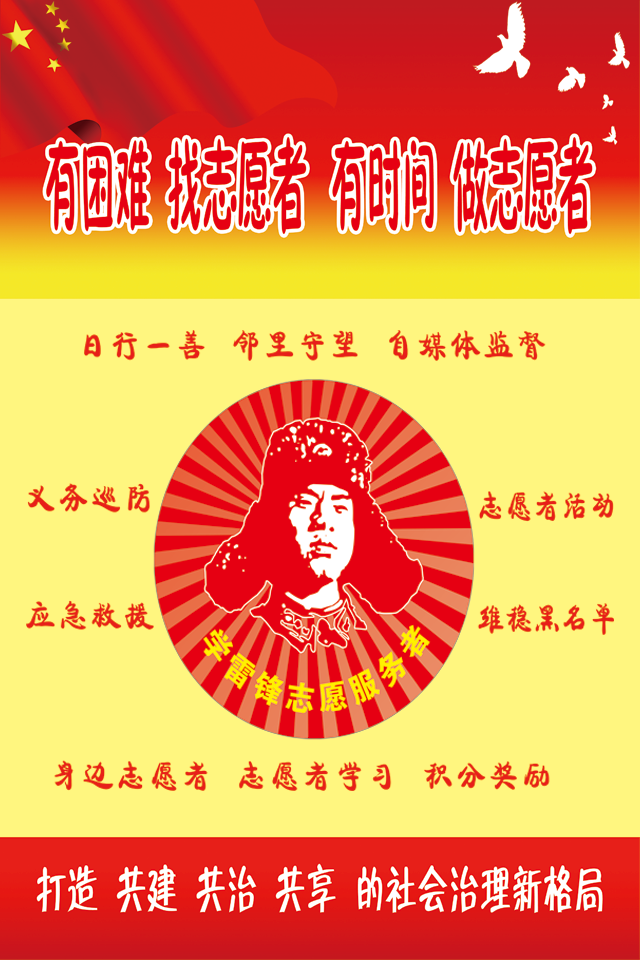 有困难 找志愿者 有时间 做志愿者
日行一善 邻里守望 自媒体监督
义务巡防
志愿者活动
应急救援
维稳黑名单
学雷锋志愿服务者
身边志愿者 志愿者学习 积分奖励
打造 共建 共治 共享 的社会治理新格局